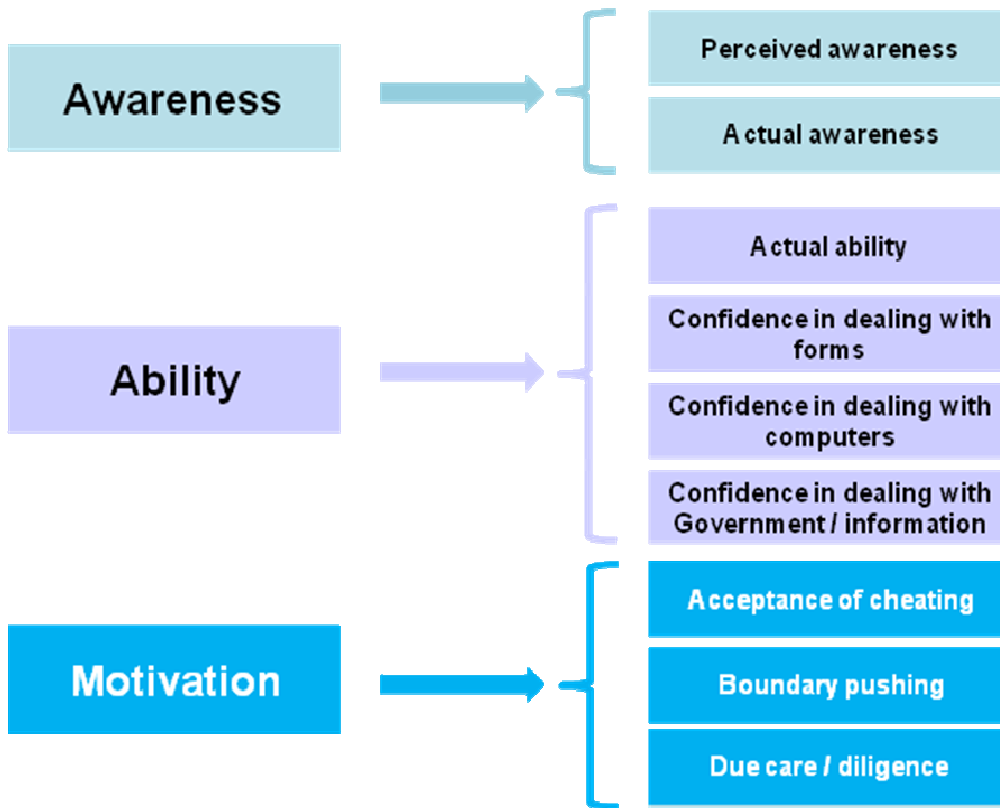 Awareness
Perceived awareness
Actual awareness
Ability
Actual ability
Confidence in dealing with
forms
Confidence in dealing with
computers
Confidence in dealing with
Government / information
Motivation
Acceptance of cheating
Boundary pushing
Due care / diligence